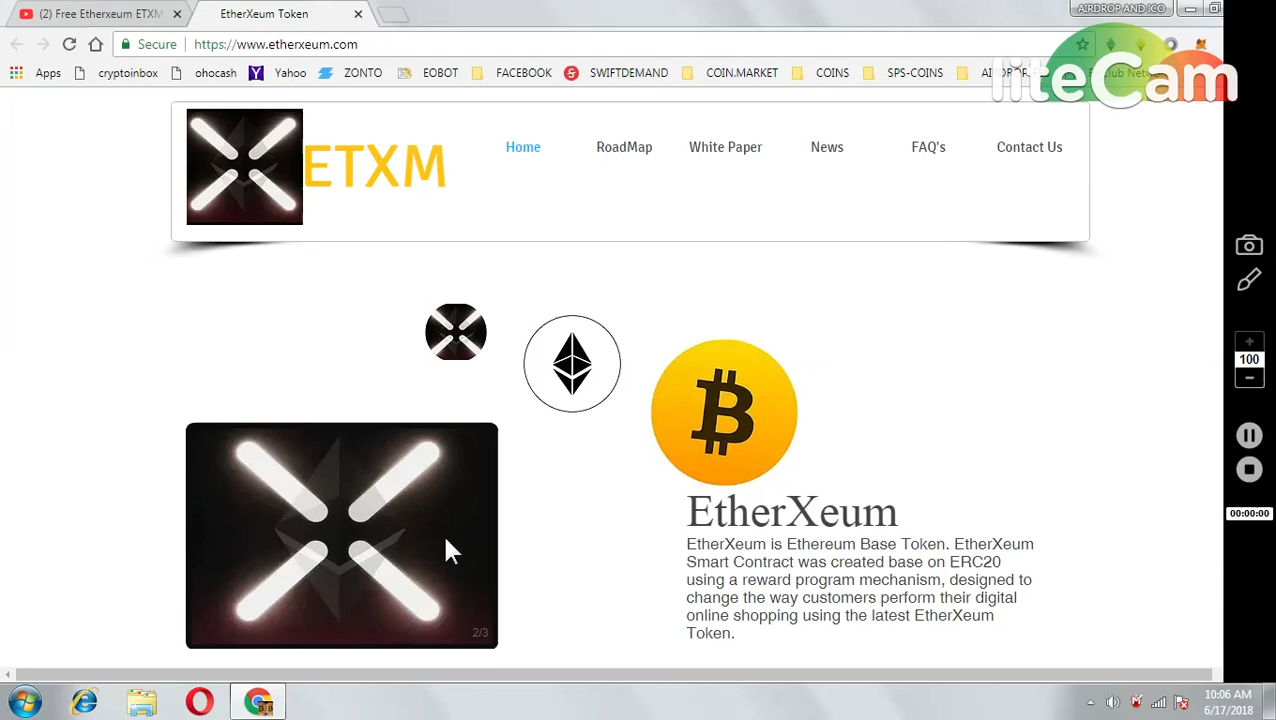 (2) Free Etherxeum ETXM
EtherXeum Token
AIRDROP AND ICO
Secure
https://www.etherxeum.com
Apps
cryptoinbox
ohocash
Yahoo
EOBOT
FACEBOOK
SWIFTDEMAND
COIN.MARKET
COINS
SPS-COINS
liteCam
ETXM
Home
RoadMap
White Paper
News
FAQ's
Contact Us
100
2/3
EtherXeum
EtherXeum is Ethereum Base Token. EtherXeum
Smart Contract was created base on ERC20
using a reward program mechanism, designed to
change the way customers perform their digital
online shopping using the latest EtherXeum
Token.
00:00:00
10:06 AM
6/17/2018